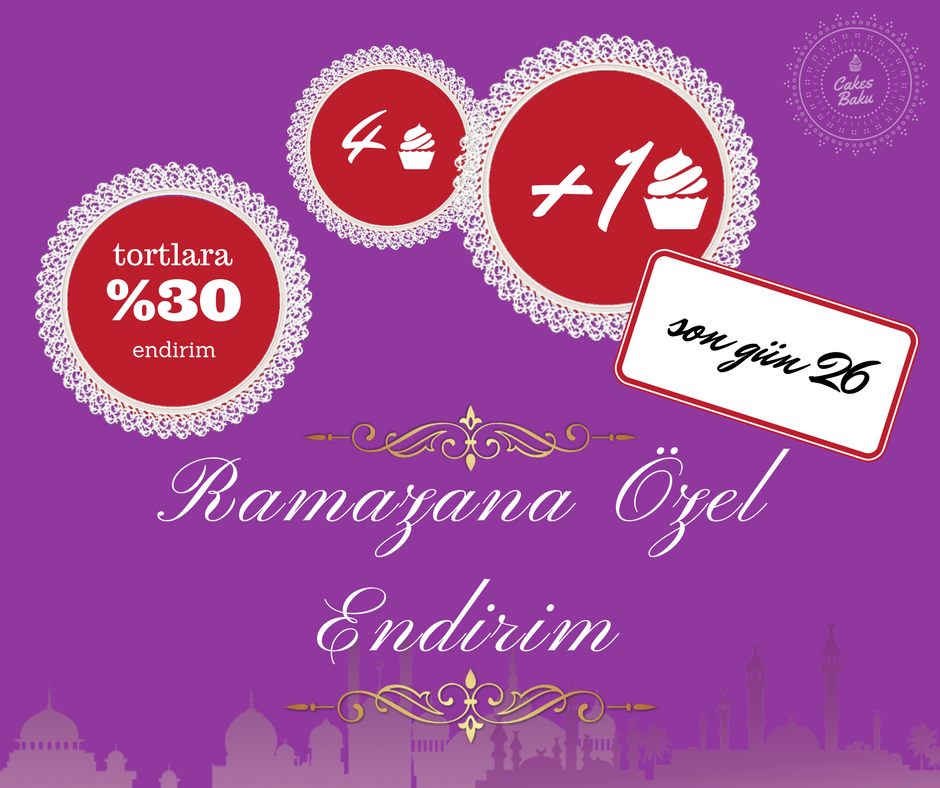 Cakes
Baku
4
+1
tortlara
%30
endirim
son gün 26
Ramazana Özel
Endirim